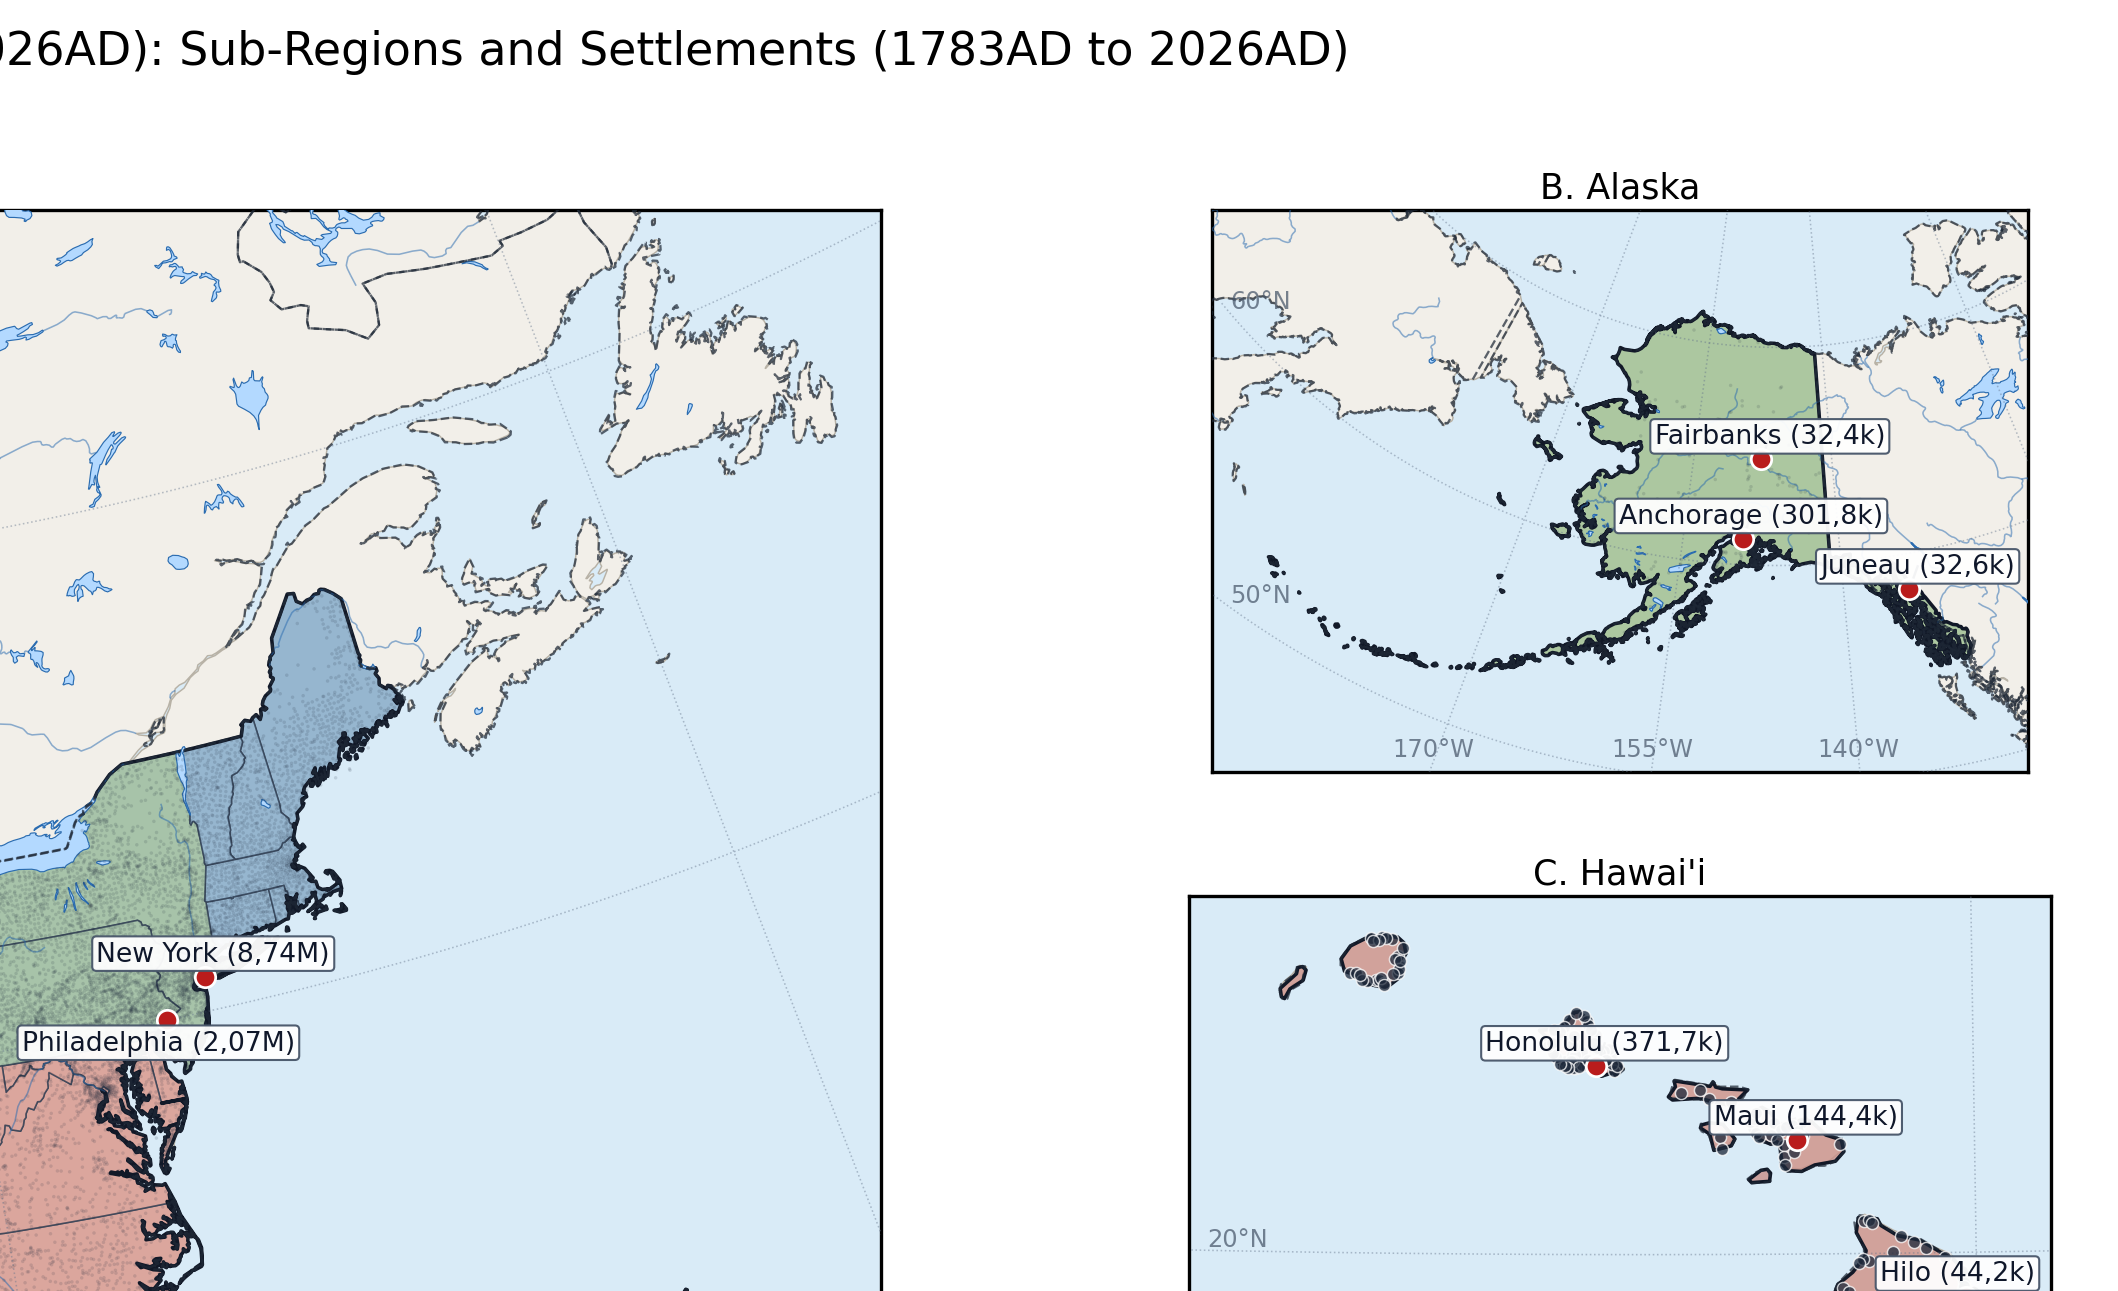 026AD): Sub-Regions and Settlements (1783AD to 2026AD)
B. Alaska
60°N
Fairbanks (32,4k)
Anchorage (301,8k)
Juneau (32,6k)
50°N
170°W
155°W
140°W
C. Hawai'i
New York (8,74M)
Philadelphia (2,07M)
Honolulu (371,7k)
Maui (144,4k)
20°N
Hilo (44,2k)